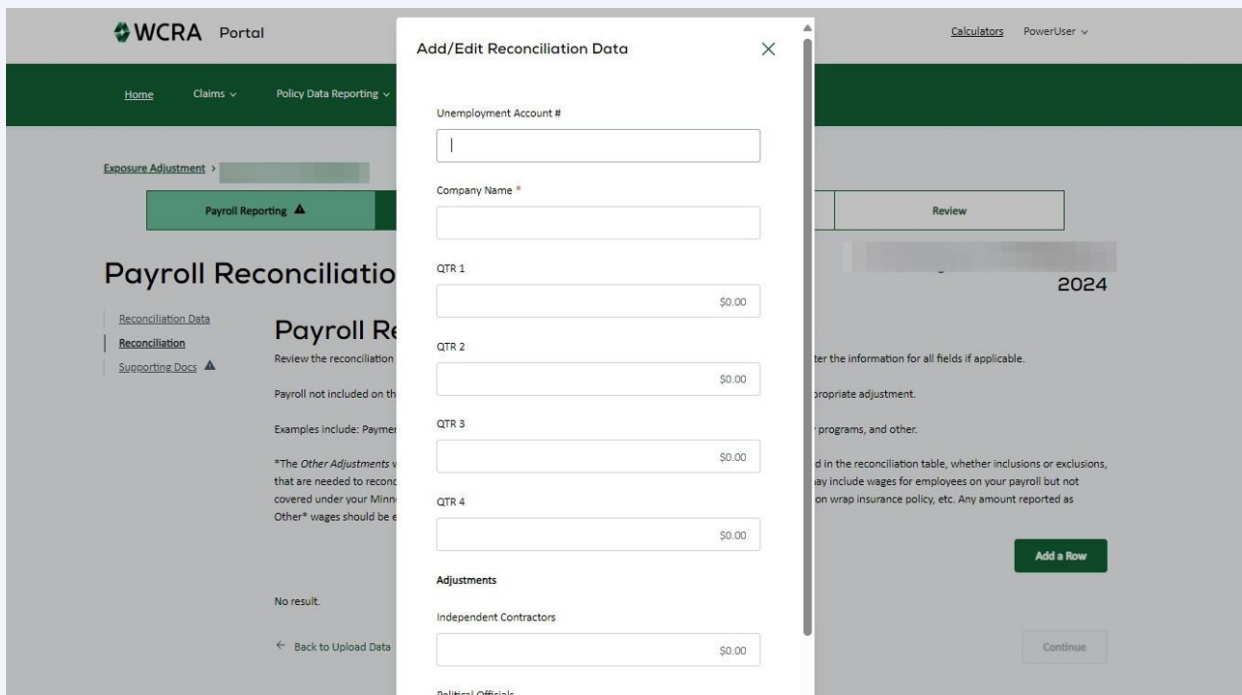 WCRA Portal
Calculators PowerUser
Home Claims Policy Data Reporting
Exposure Adjustment >
Payroll Reporting
Review
Payroll Reconciliatio
2024
Reconciliation Data
Reconciliation
Supporting Docs
Payroll Re
Review the reconciliation
ter the information for all fields if applicable.
Payroll not included on th
propriate adjustment.
Examples include: Paymer
programs, and other.
*The Other Adjustments
d in the reconciliation table, whether inclusions or exclusions,
that are needed to recond
may include wages for employees on your payroll but not
covered under your Minn
on wrap insurance policy, etc. Any amount reported as
Other* wages should be e
Add a Row
No result.
← Back to Upload Data
Continue
Add/Edit Reconciliation Data
Unemployment Account #
Company Name *
QTR 1
$0.00
QTR 2
$0.00
QTR 3
$0.00
QTR 4
$0.00
Adjustments
Independent Contractors
$0.00
Political Officials